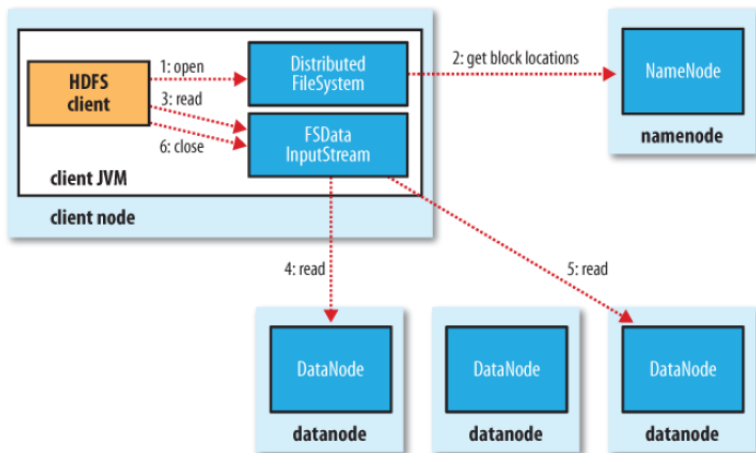 HDFS
client
1: open
3: read
6: close
Distributed
FileSystem
FSData
InputStream
client JVM
client node
2: get block locations
NameNode
namenode
4: read
5: read
DataNode
datanode
DataNode
datanode
DataNode
datanode